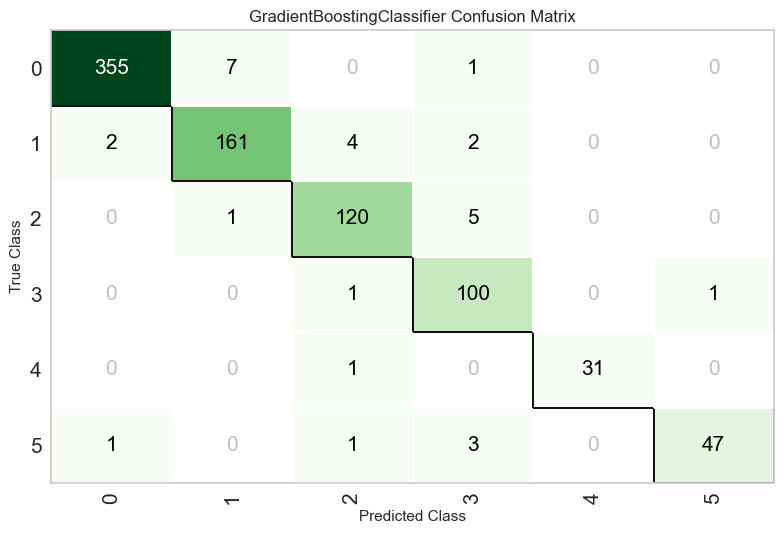 GradientBoostingClassifier Confusion Matrix
0 355 7 0 1 0 0
1 2 161 4 2 0 0
2 0 1 120 5 0 0
3 0 0 1 100 0 1
4 0 0 1 0 31 0
5 1 0 1 3 0 47
True Class
0 1 2 3 4 5
Predicted Class